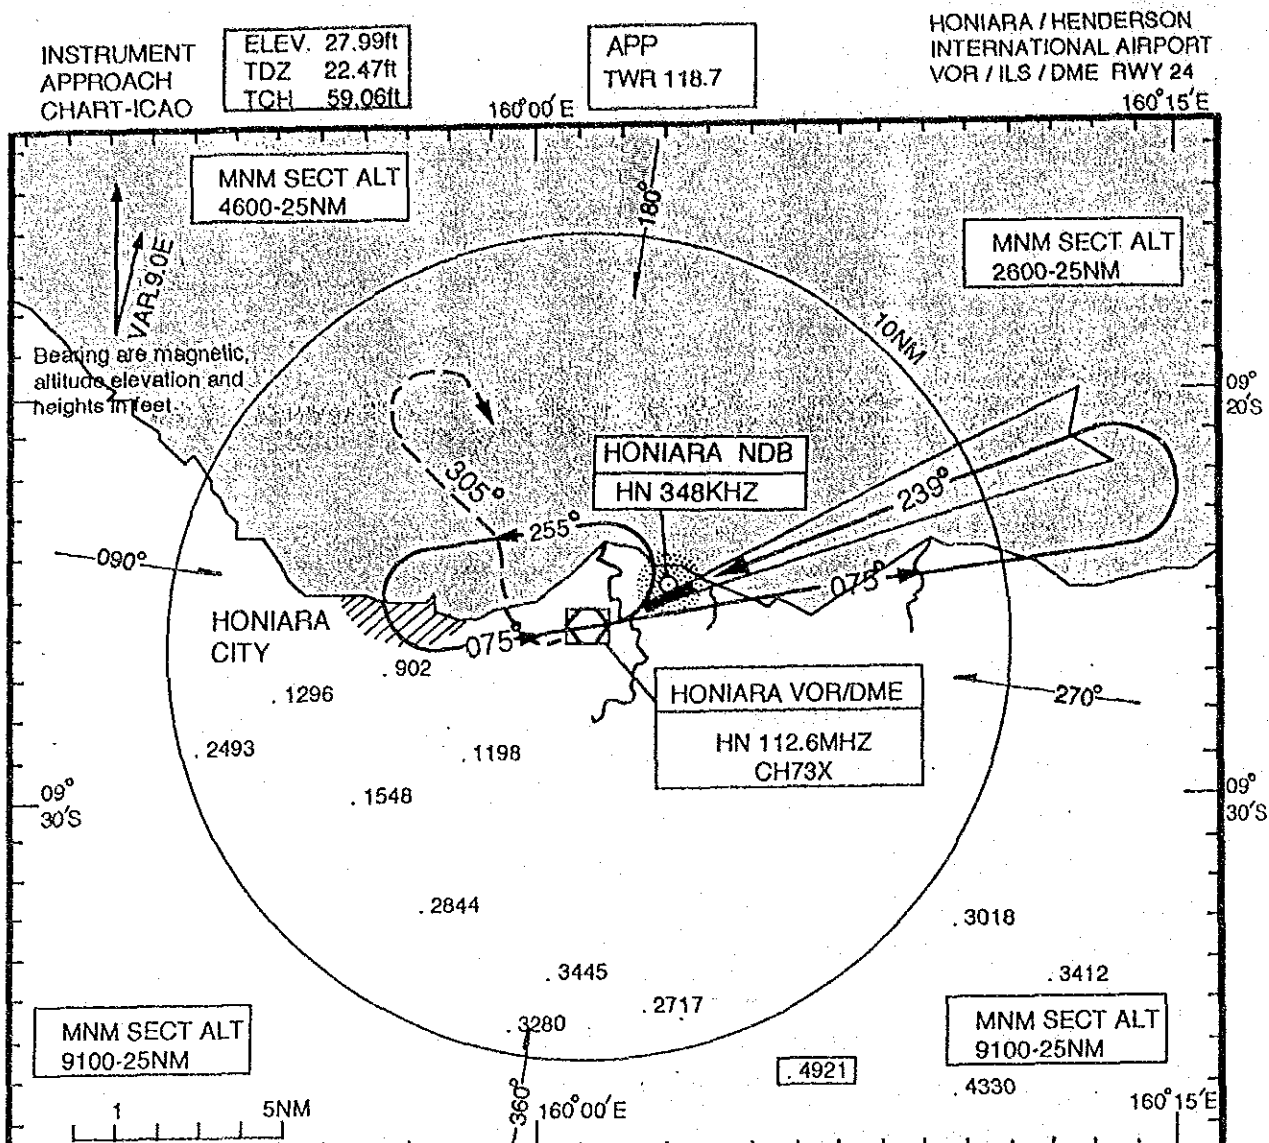 INSTRUMENT
APPROACH
CHART-ICAO
ELEV. 27.99ft
TDZ 22.47ft
TCH 59.06ft
APP
TWR 118.7
HONIARA / HENDERSON
INTERNATIONAL AIRPORT
VOR / ILS / DME RWY 24
160°00'E
160°15'E
MNM SECT ALT
4600-25NM
180°
MNM SECT ALT
2600-25NM
VAR 9.0E
10NM
Bearing are magnetic,
altitude elevation and
heights in feet
09°
20'S
305°
HONIARA NDB
HN 348KHZ
239°
255°
090°
075°
HONIARA
CITY
075°
902
1296
HONIARA VOR/DME
HN 112.6MHZ
CH73X
270°
2493
1198
1548
09°
30'S
09°
30'S
2844
3018
3445
3412
2717
3280
MNM SECT ALT
9100-25NM
MNM SECT ALT
9100-25NM
4921
4330
360°
1 5NM
160°00'E
160°15'E